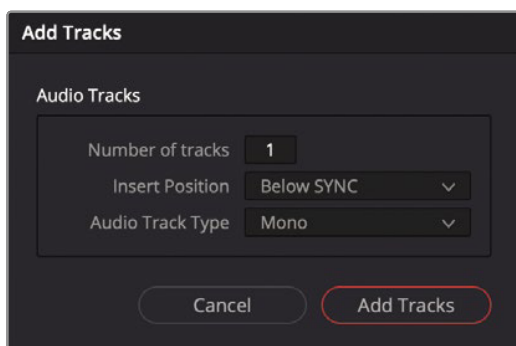 Add Tracks
Audio Tracks
Number of tracks 1
Insert Position Below SYNC
Audio Track Type Mono
Cancel Add Tracks